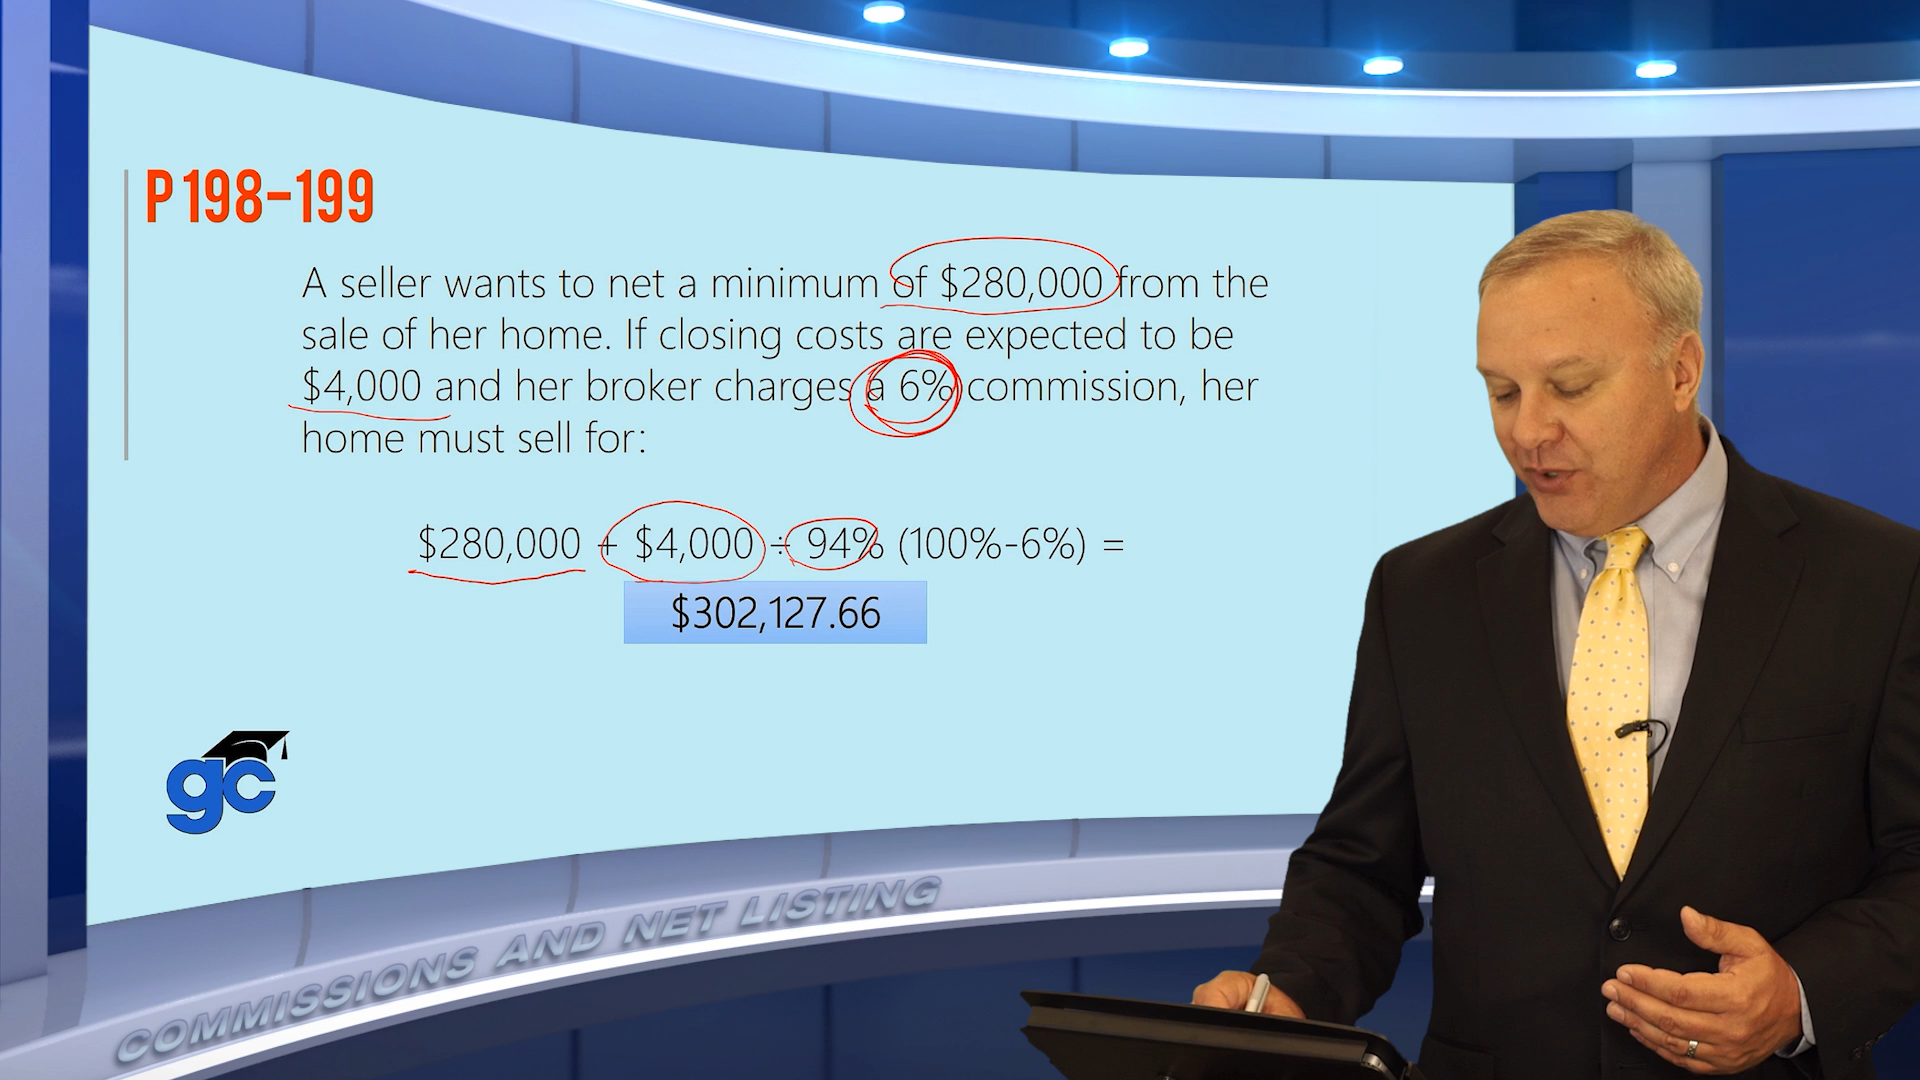 P198-199
A seller wants to net a minimum of $280,000 from the
sale of her home. If closing costs are expected to be
$4,000 and her broker charges a 6% commission, her
home must sell for:
$280,000 + $4,000 ÷ 94% (100%-6%) =
$302,127.66
gc
COMMISSIONS AND NET LISTING